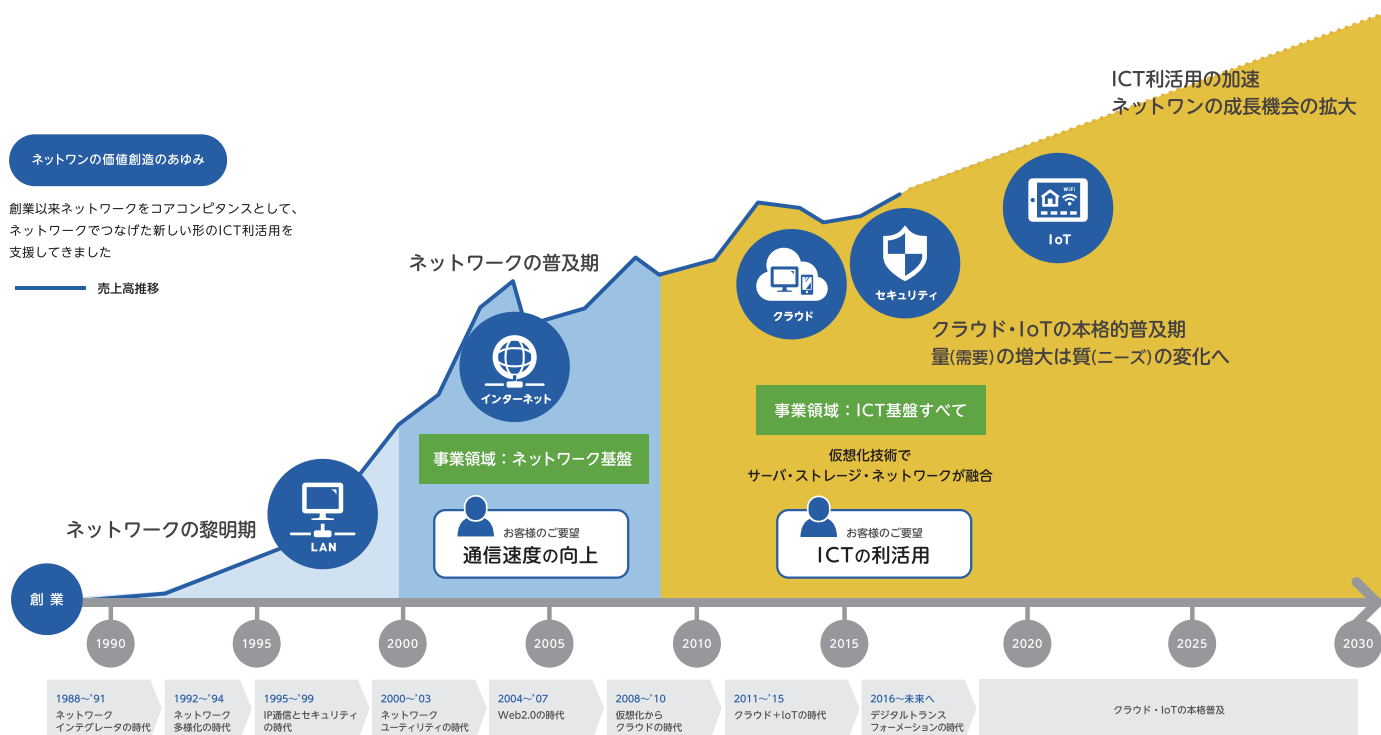 ネットワンの価値創造のあゆみ
創業以来ネットワークをコアコンピタンスとして、
ネットワークでつなげた新しい形のICT利活用を
支援してきました
売上高推移
ICT利活用の加速
ネットワンの成長機会の拡大
WiFi
IoT
ネットワークの普及期
クラウド
セキュリティ
クラウド・IoTの本格的普及期
量(需要)の増大は質(ニーズ)の変化へ
インターネット
事業領域：ICT基盤すべて
事業領域：ネットワーク基盤
仮想化技術で
サーバ・ストレージ・ネットワークが融合
ネットワークの黎明期
LAN
お客様のご要望
通信速度の向上
お客様のご要望
ICTの利活用
創業
1990
1995
2000
2005
2010
2015
2020
2025
2030
1988〜'91
ネットワーク
インテグレータの時代
1992〜'94
ネットワーク
多様化の時代
1995〜'99
IP通信とセキュリティ
の時代
2000〜'03
ネットワーク
ユーティリティの時代
2004〜'07
Web2.0の時代
2008〜'10
仮想化から
クラウドの時代
2011〜'15
クラウド＋IoTの時代
2016〜未来へ
デジタルトランス
フォーメーションの時代
クラウド・IoTの本格普及